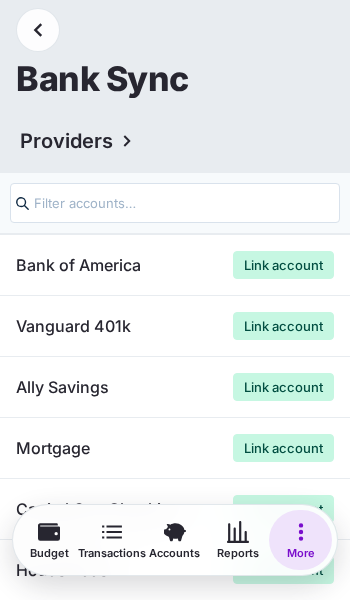 Bank Sync
Providers
Filter accounts...
Bank of America Link account
Vanguard 401k Link account
Ally Savings Link account
Mortgage Link account
Budget Transactions Accounts Reports More